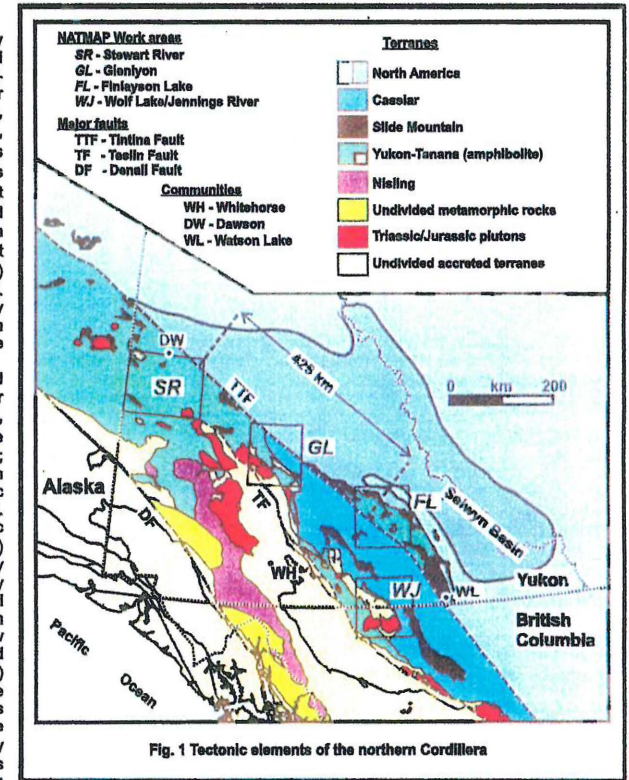 NATMAP Work areas
SR - Stewart River
GL - Glenlyon
FL - Finlayson Lake
WJ - Wolf Lake/Jennings River
Major faults
TTF - Tintina Fault
TF - Teslin Fault
DF - Denali Fault
Communities
WH - Whitehorse
DW - Dawson
WL - Watson Lake
Terranes
North America
Cassiar
Slide Mountain
Yukon-Tanana (amphibolite)
Nisling
Undivided metamorphic rocks
Triassic/Jurassic plutons
Undivided accreted terranes
DW
SR
TTF
425 km
0 km 200
GL
Alaska
DF
TF
FL
Selwyn Basin
WH
WJ
WL
Yukon
British
Columbia
Pacific
Ocean
Fig. 1 Tectonic elements of the northern Cordillera